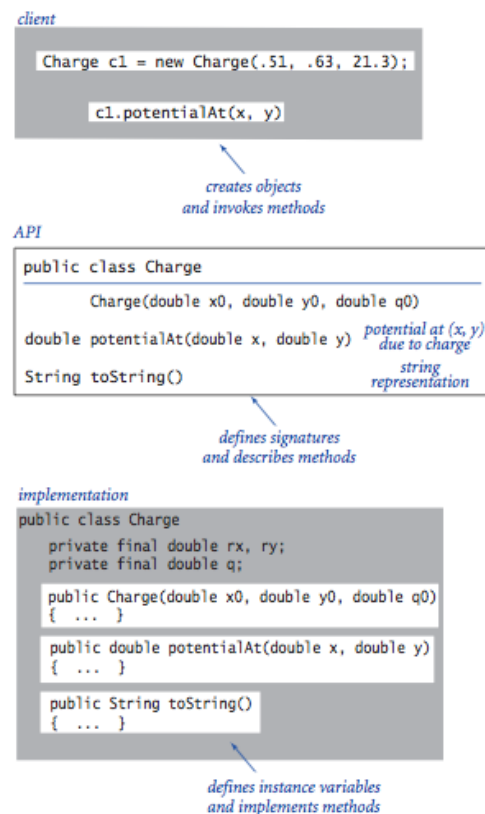 client
Charge c1 = new Charge(.51, .63, 21.3);
c1.potentialAt(x, y)
creates objects
and invokes methods
API
public class Charge
Charge(double x0, double y0, double q0)
double potentialAt(double x, double y) potential at (x, y)
due to charge
String toString() string
representation
defines signatures
and describes methods
implementation
public class Charge
private final double rx, ry;
private final double q;
public Charge(double x0, double y0, double q0)
{ ... }
public double potentialAt(double x, double y)
{ ... }
public String toString()
{ ... }
defines instance variables
and implements methods